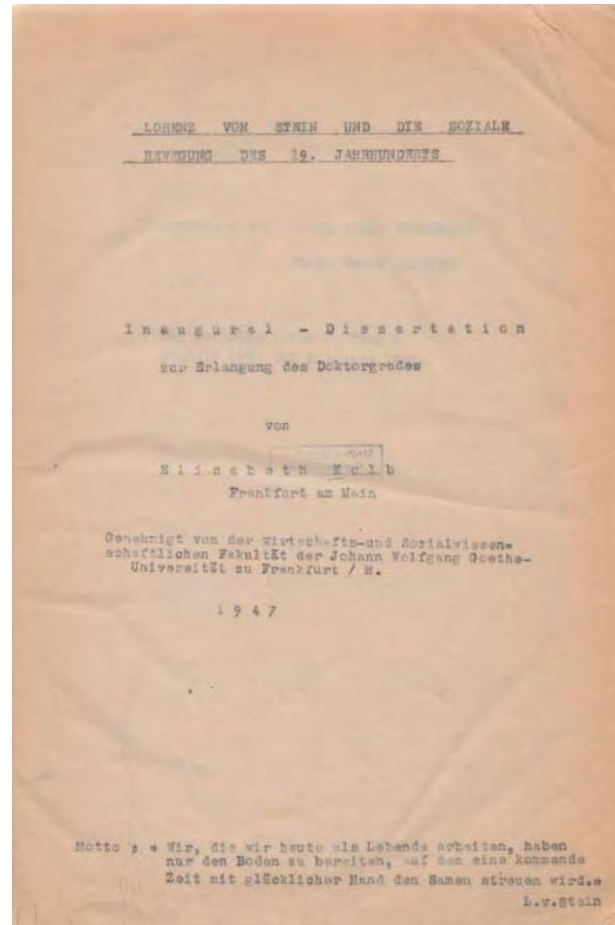 LORENZ VON STEIN UND DIE SOZIALE
BEWEGUNG DES 19. JAHRHUNDERTS
Inaugural - Dissertation
zur Erlangung des Doktorgrades
von
Elisabeth Kolb
Frankfurt am Main
Genehmigt von der Wirtschafts-und Sozialwissen=
schaftlichen Fakultät der Johann Wolfgang Goethe-
Universität zu Frankfurt / M.
1947
Motto : " Wir, die wir heute als Lebende arbeiten, haben
nur den Boden zu bereiten, auf den eine kommende
Zeit mit glücklicher Hand den Samen streuen wird."
L.v.Stein